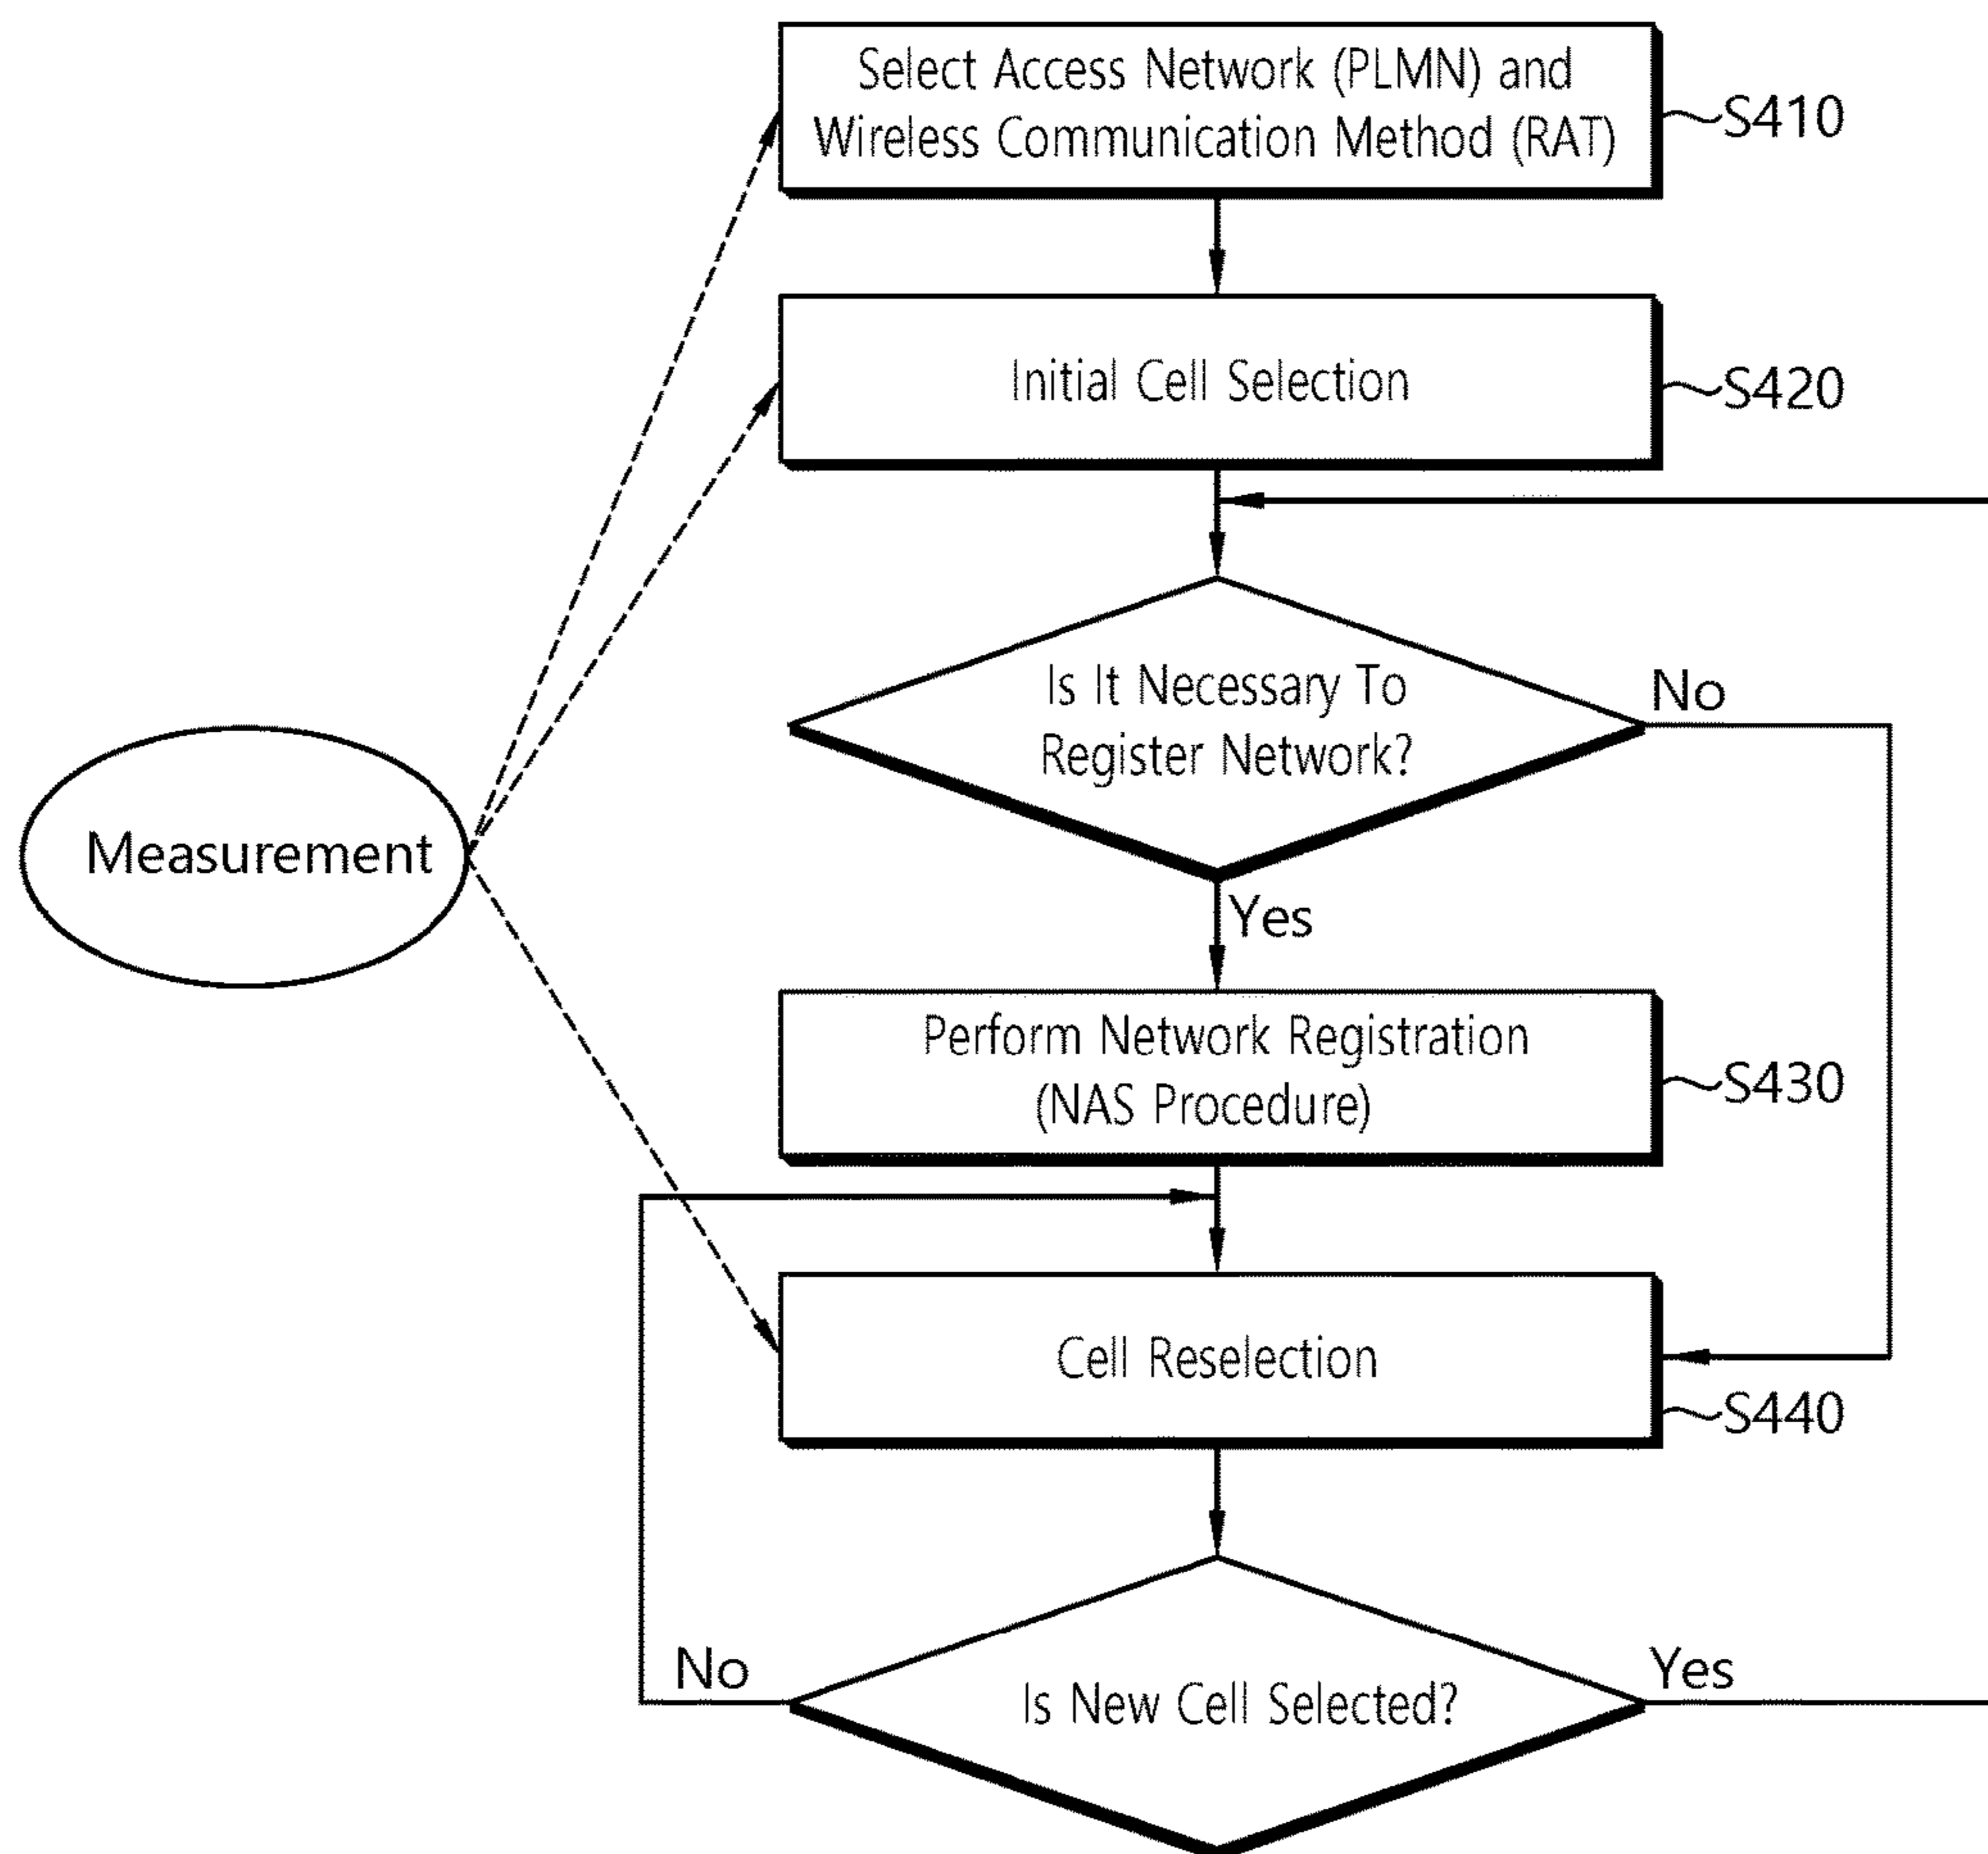 Select Access Network (PLMN) and
Wireless Communication Method (RAT)
S410
Initial Cell Selection
S420
Is It Necessary To
Register Network?
No
Measurement
Yes
Perform Network Registration
(NAS Procedure)
S430
Cell Reselection
S440
No
Is New Cell Selected?
Yes